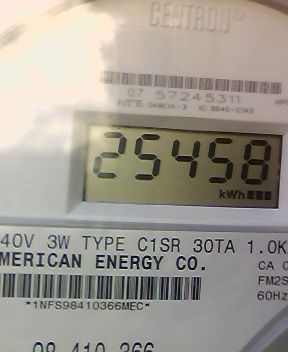 CENTRON®
07 57245311
25458
kWh
40V 3W TYPE C1SR 30TA 1.0K
MERICAN ENERGY CO.
CA 0
FM2S
60Hz
*1NFS98410366MEC*
98 410 366